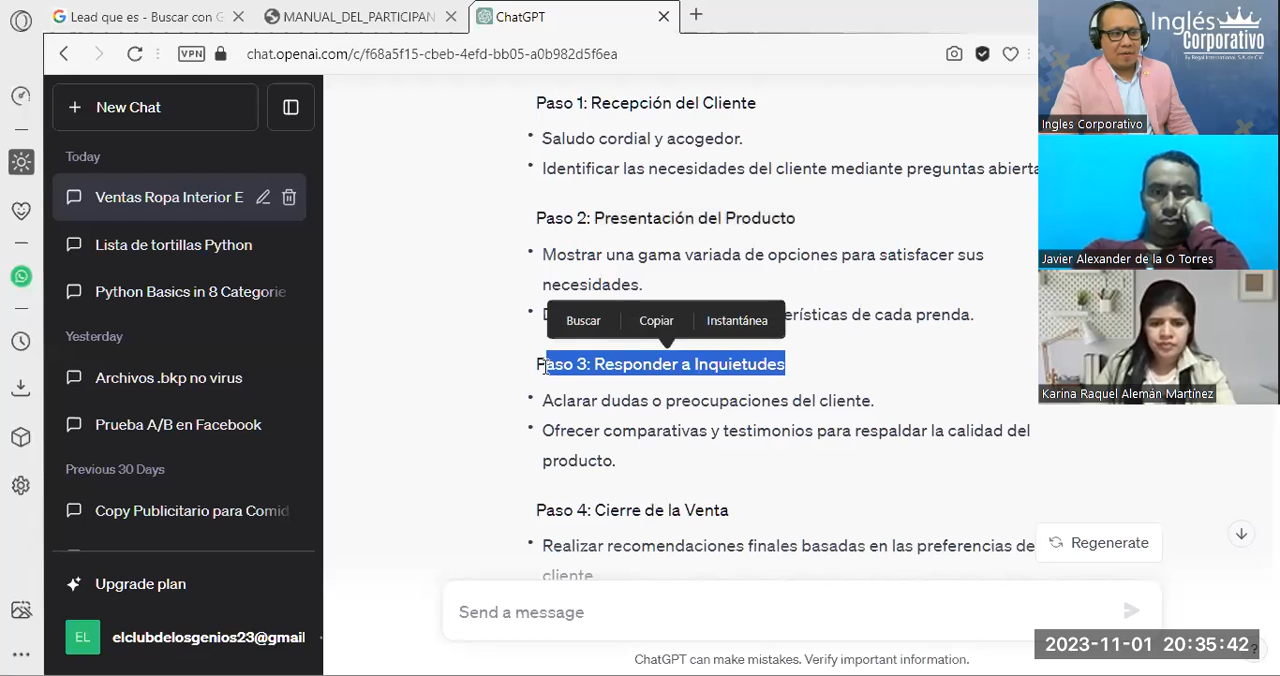 Lead que es - Buscar con G
MANUAL_DEL_PARTICIPAN
ChatGPT
VPN
chat.openai.com/c/f68a5f15-cbeb-4efd-bb05-a0b982d5f6ea
New Chat
Today
Ventas Ropa Interior E
Lista de tortillas Python
Python Basics in 8 Categorie
Yesterday
Archivos .bkp no virus
Prueba A/B en Facebook
Previous 30 Days
Copy Publicitario para Comid
Upgrade plan
EL
elclubdelosgenios23@gmail
Paso 1: Recepción del Cliente
Saludo cordial y acogedor.
Identificar las necesidades del cliente mediante preguntas abierta
Paso 2: Presentación del Producto
Mostrar una gama variada de opciones para satisfacer sus
necesidades.
Buscar
Copiar
Instantánea
de cada prenda.
Paso 3: Responder a Inquietudes
Aclarar dudas o preocupaciones del cliente.
Ofrecer comparativas y testimonios para respaldar la calidad del
producto.
Paso 4: Cierre de la Venta
Realizar recomendaciones finales basadas en las preferencias de
cliente
Regenerate
Send a message
ChatGPT can make mistakes. Verify important information.
Inglés
Corporativo
Ingles Corporativo
Javier Alexander de la O Torres
Karina Raquel Alemán Martínez
2023-11-01 20:35:42